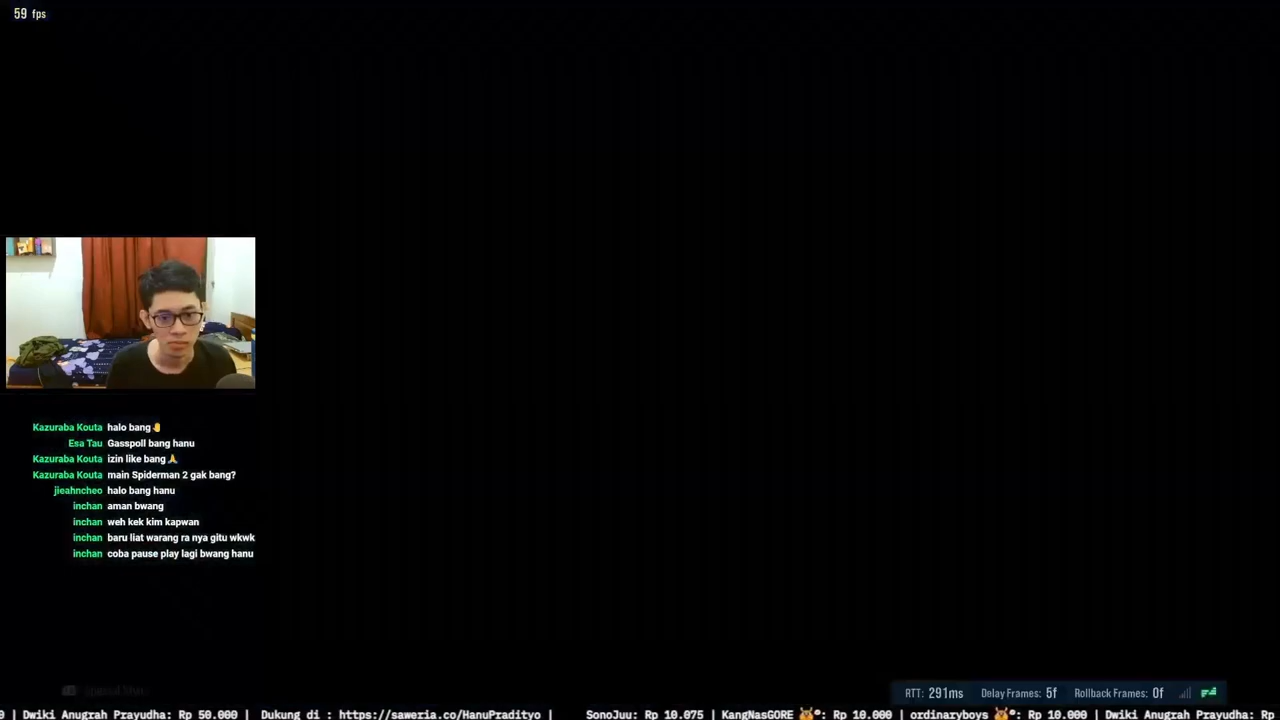 59 fps
Kazuraba Kouta halo bang🤚
Esa Tau Gasspoll bang hanu
Kazuraba Kouta izin like bang🙏
Kazuraba Kouta main Spiderman 2 gak bang?
jieahncheo halo bang hanu
inchan aman bwang
inchan weh kek kim kapwan
inchan baru liat warang ra nya gitu wkwk
inchan coba pause play lagi bwang hanu
RTT: 291ms Delay Frames: 5f Rollback Frames: 0f
0 | Dwiki Anugrah Prayudha: Rp 50.000 | Dukung di : https://saweria.co/HanuPradityo | SonoJuu: Rp 10.075 | KangNasGORE : Rp 10.000 | ordinaryboys : Rp 10.000 | Dwiki Anugrah Prayudha: Rp